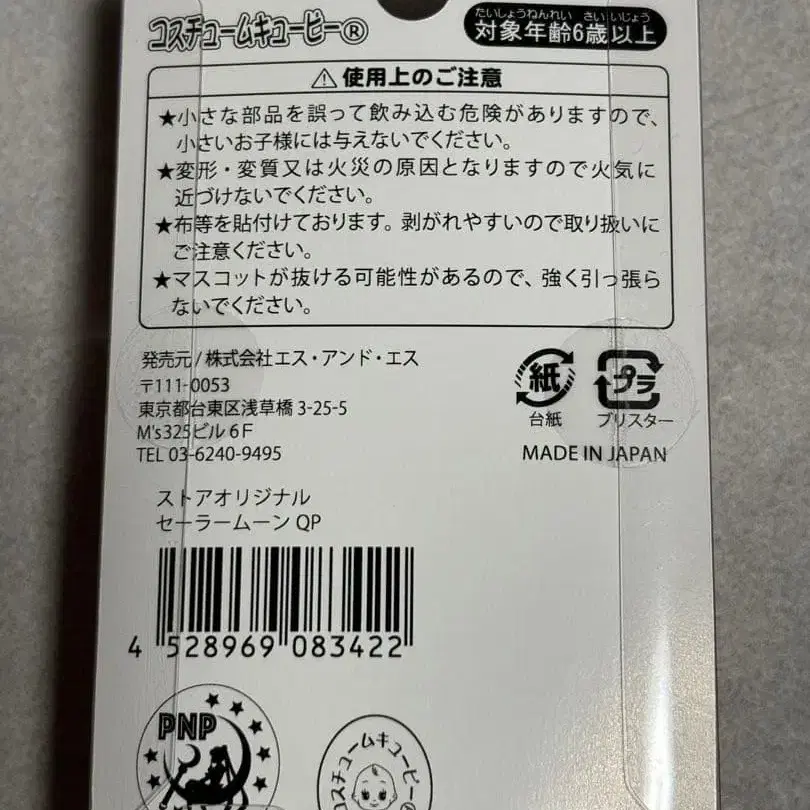 コスチュームキューピー®
たいしょうねんれい さい いじょう
対象年齢6歳以上
⚠使用上のご注意
★小さな部品を誤って飲み込む危険がありますので、
小さいお子様には与えないでください。
★変形・変質又は火災の原因となりますので火気に
近づけないでください。
★布等を貼付けております。剥がれやすいので取り扱いに
ご注意ください。
★マスコットが抜ける可能性があるので、強く引っ張ら
ないでください。
発売元/株式会社エス・アンド・エス
〒111-0053
東京都台東区浅草橋3-25-5
M's325ビル 6F
TEL 03-6240-9495
紙
台紙
プラ
ブリスター
MADE IN JAPAN
ストアオリジナル
セーラームーン QP
4 528969 083422
PNP
コスチュームキューピー®